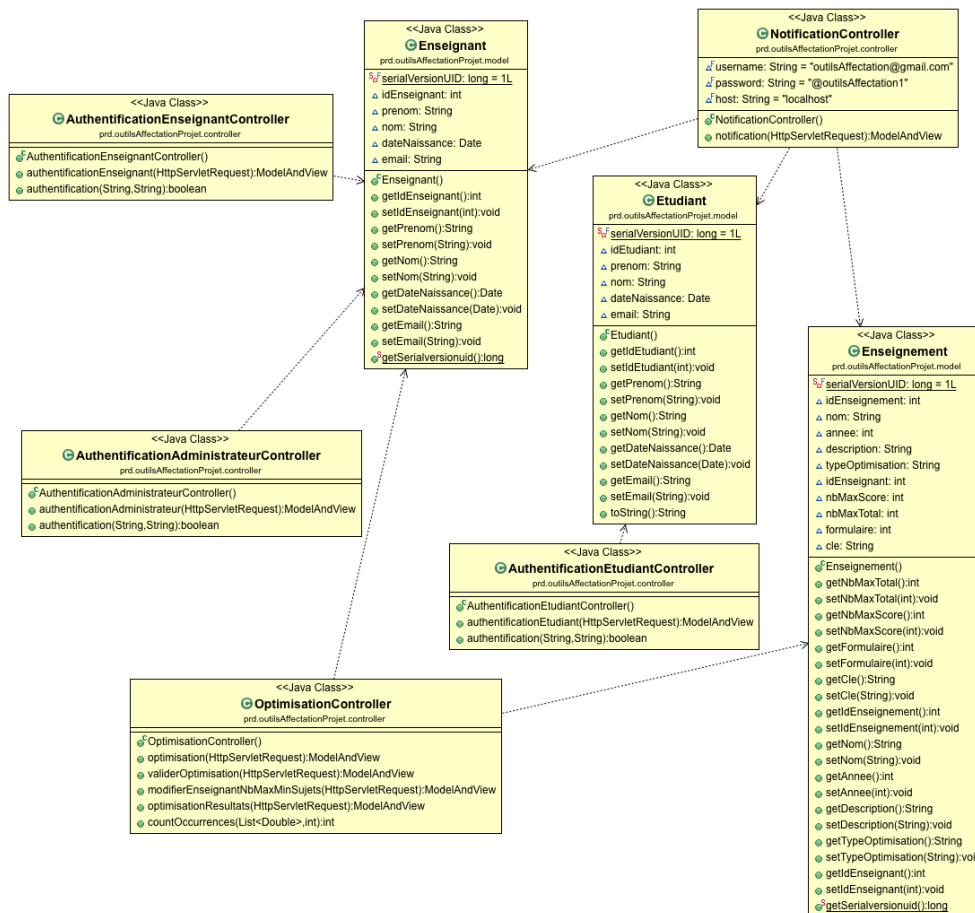 <<Java Class>>
Enseignant
prd.outilsAffectationProjet.model
serialVersionUID: long = 1L
idEnseignant: int
prenom: String
nom: String
dateNaissance: Date
email: String
Enseignant()
getIdEnseignant():int
setIdEnseignant(int):void
getPrenom():String
setPrenom(String):void
getNom():String
setNom(String):void
getDateNaissance():Date
setDateNaissance(Date):void
getEmail():String
setEmail(String):void
getSerialversionuid():long
<<Java Class>>
NotificationController
prd.outilsAffectationProjet.controller
username: String = "outilsAffectation@gmail.com"
password: String = "@outilsAffectation1"
host: String = "localhost"
NotificationController()
notification(HttpServletRequest):ModelAndView
<<Java Class>>
AuthentificationEnseignantController
prd.outilsAffectationProjet.controller
AuthentificationEnseignantController()
authentificationEnseignant(HttpServletRequest):ModelAndView
authentification(String,String):boolean
<<Java Class>>
Etudiant
prd.outilsAffectationProjet.model
serialVersionUID: long = 1L
idEtudiant: int
prenom: String
nom: String
dateNaissance: Date
email: String
Etudiant()
getIdEtudiant():int
setIdEtudiant(int):void
getPrenom():String
setPrenom(String):void
getNom():String
setNom(String):void
getDateNaissance():Date
setDateNaissance(Date):void
getEmail():String
setEmail(String):void
toString():String
<<Java Class>>
Enseignement
prd.outilsAffectationProjet.model
serialVersionUID: long = 1L
idEnseignement: int
nom: String
annee: int
description: String
typeOptimisation: String
idEnseignant: int
nbMaxScore: int
nbMaxTotal: int
formulaire: int
cle: String
Enseignement()
getNbMaxTotal():int
setNbMaxTotal(int):void
getNbMaxScore():int
setNbMaxScore(int):void
getFormulaire():int
setFormulaire(int):void
getCle():String
setCle(String):void
getIdEnseignement():int
setIdEnseignement(int):void
getNom():String
setNom(String):void
getAnnee():int
setAnnee(int):void
getDescription():String
setDescription(String):void
getTypeOptimisation():String
setTypeOptimisation(String):voi
getIdEnseignant():int
setIdEnseignant(int):void
getSerialversionuid():long
<<Java Class>>
AuthentificationAdministrateurController
prd.outilsAffectationProjet.controller
AuthentificationAdministrateurController()
authentificationAdministrateur(HttpServletRequest):ModelAndView
authentification(String,String):boolean
<<Java Class>>
AuthentificationEtudiantController
prd.outilsAffectationProjet.controller
AuthentificationEtudiantController()
authentificationEtudiant(HttpServletRequest):ModelAndView
authentification(String,String):boolean
<<Java Class>>
OptimisationController
prd.outilsAffectationProjet.controller
OptimisationController()
optimisation(HttpServletRequest):ModelAndView
validerOptimisation(HttpServletRequest):ModelAndView
modifierEnseignantNbMaxMinSujets(HttpServletRequest):ModelAndView
optimisationResultats(HttpServletRequest):ModelAndView
countOccurrences(List<Double>,int):int